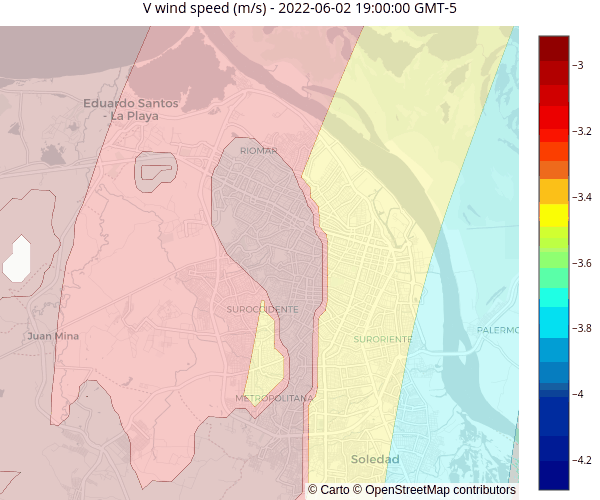 V wind speed (m/s) - 2022-06-02 19:00:00 GMT-5
Eduardo Santos
- La Playa
RIOMAR
SUROCCIDENTE
Juan Mina
SURORIENTE
PALERMO
METROPOLITANA
Soledad
© Carto © OpenStreetMap contributors
−3
−3.2
−3.4
−3.6
−3.8
−4
−4.2